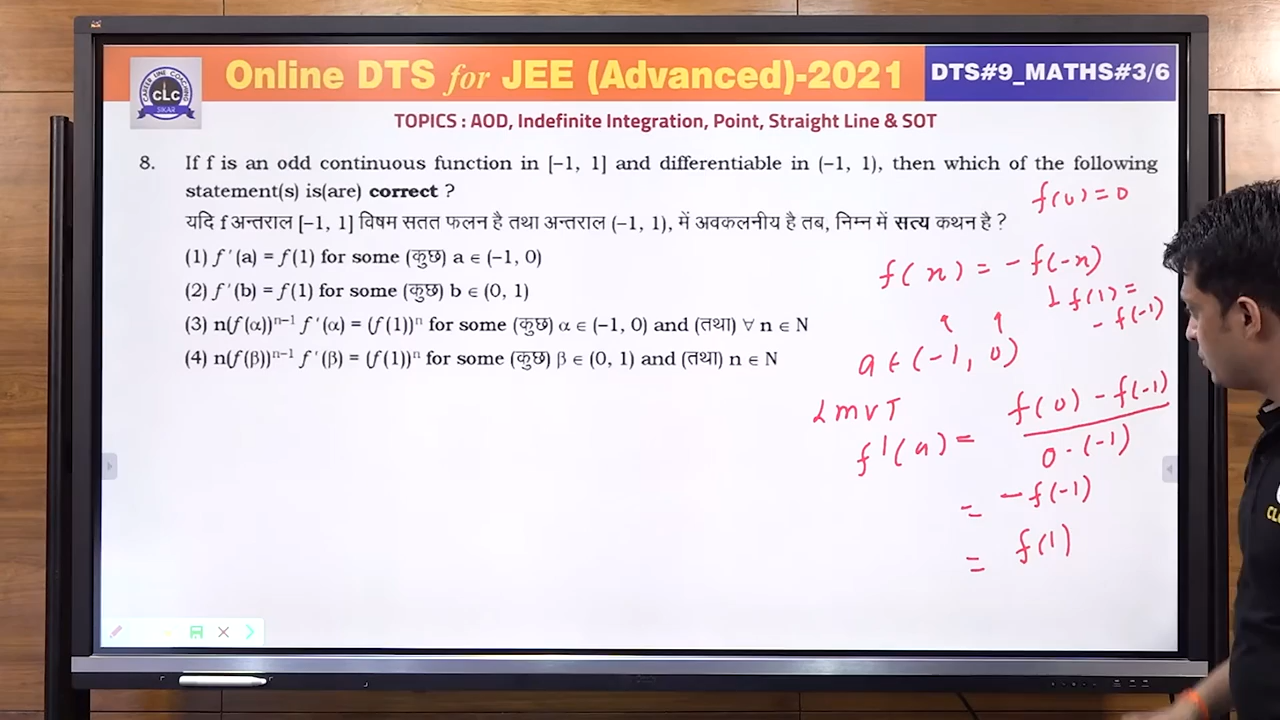 Online DTS for JEE (Advanced)-2021
DTS#9_MATHS#3/6
CAREER LINE COACHING
CLC
SIKAR
TOPICS : AOD, Indefinite Integration, Point, Straight Line & SOT
8. If f is an odd continuous function in [−1, 1] and differentiable in (−1, 1), then which of the following
statement(s) is(are) correct ?
यदि f अन्तराल [−1, 1] विषम सतत फलन है तथा अन्तराल (−1, 1), में अवकलनीय है तब, निम्न में सत्य कथन है ?
(1) f ′(a) = f(1) for some (कुछ) a ∈ (−1, 0)
(2) f ′(b) = f(1) for some (कुछ) b ∈ (0, 1)
(3) n(f(α))ⁿ⁻¹ f ′(α) = (f(1))ⁿ for some (कुछ) α ∈ (−1, 0) and (तथा) ∀ n ∈ N
(4) n(f(β))ⁿ⁻¹ f ′(β) = (f(1))ⁿ for some (कुछ) β ∈ (0, 1) and (तथा) n ∈ N
f(0) = 0
f(x) = −f(−x)
f(1) =
− f(−1)
a ∈ (−1, 0)
LMVT
f′(a) = f(0) − f(−1)
0 − (−1)
= −f(−1)
= f(1)